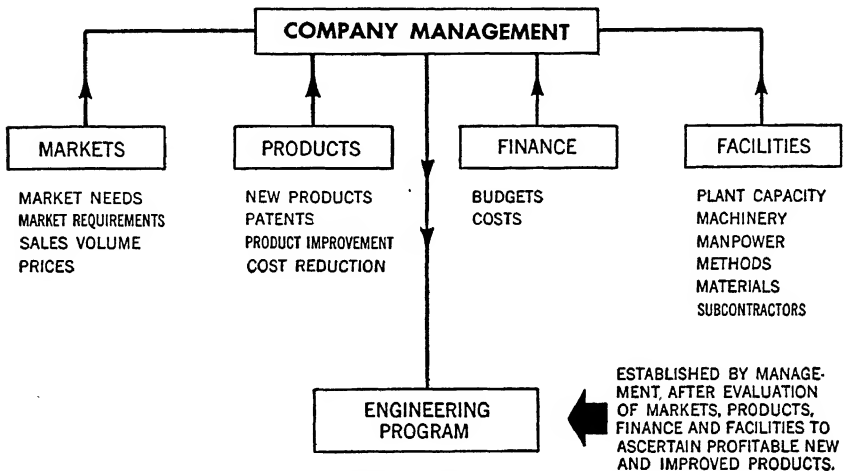 COMPANY MANAGEMENT
MARKETS
MARKET NEEDS
MARKET REQUIREMENTS
SALES VOLUME
PRICES
PRODUCTS
NEW PRODUCTS
PATENTS
PRODUCT IMPROVEMENT
COST REDUCTION
FINANCE
BUDGETS
COSTS
FACILITIES
PLANT CAPACITY
MACHINERY
MANPOWER
METHODS
MATERIALS
SUBCONTRACTORS
ENGINEERING
PROGRAM
ESTABLISHED BY MANAGE-
MENT, AFTER EVALUATION
OF MARKETS, PRODUCTS,
FINANCE AND FACILITIES TO
ASCERTAIN PROFITABLE NEW
AND IMPROVED PRODUCTS.